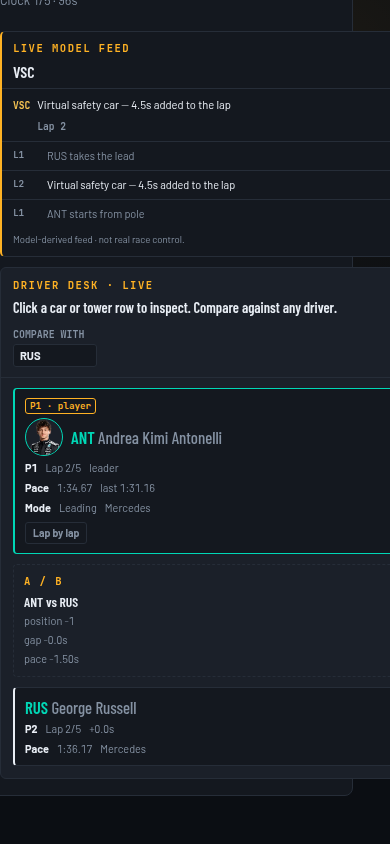 Clock 175 · 96s
LIVE MODEL FEED
VSC
VSC Virtual safety car — 4.5s added to the lap
Lap 2
L1 RUS takes the lead
L2 Virtual safety car — 4.5s added to the lap
L1 ANT starts from pole
Model-derived feed · not real race control.
DRIVER DESK · LIVE
Click a car or tower row to inspect. Compare against any driver.
COMPARE WITH
RUS
P1 · player
ANT Andrea Kimi Antonelli
P1 Lap 2/5 leader
Pace 1:34.67 last 1:31.16
Mode Leading Mercedes
Lap by lap
A / B
ANT vs RUS
position -1
gap -0.0s
pace -1.50s
RUS George Russell
P2 Lap 2/5 +0.0s
Pace 1:36.17 Mercedes